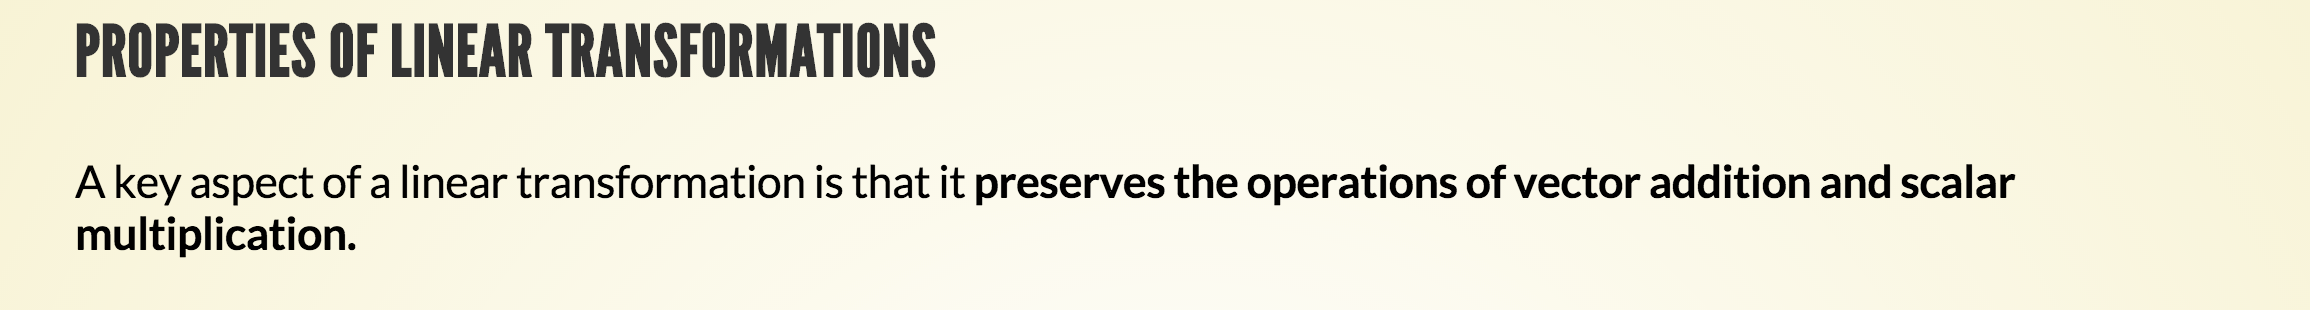 PROPERTIES OF LINEAR TRANSFORMATIONS
A key aspect of a linear transformation is that it preserves the operations of vector addition and scalar
multiplication.